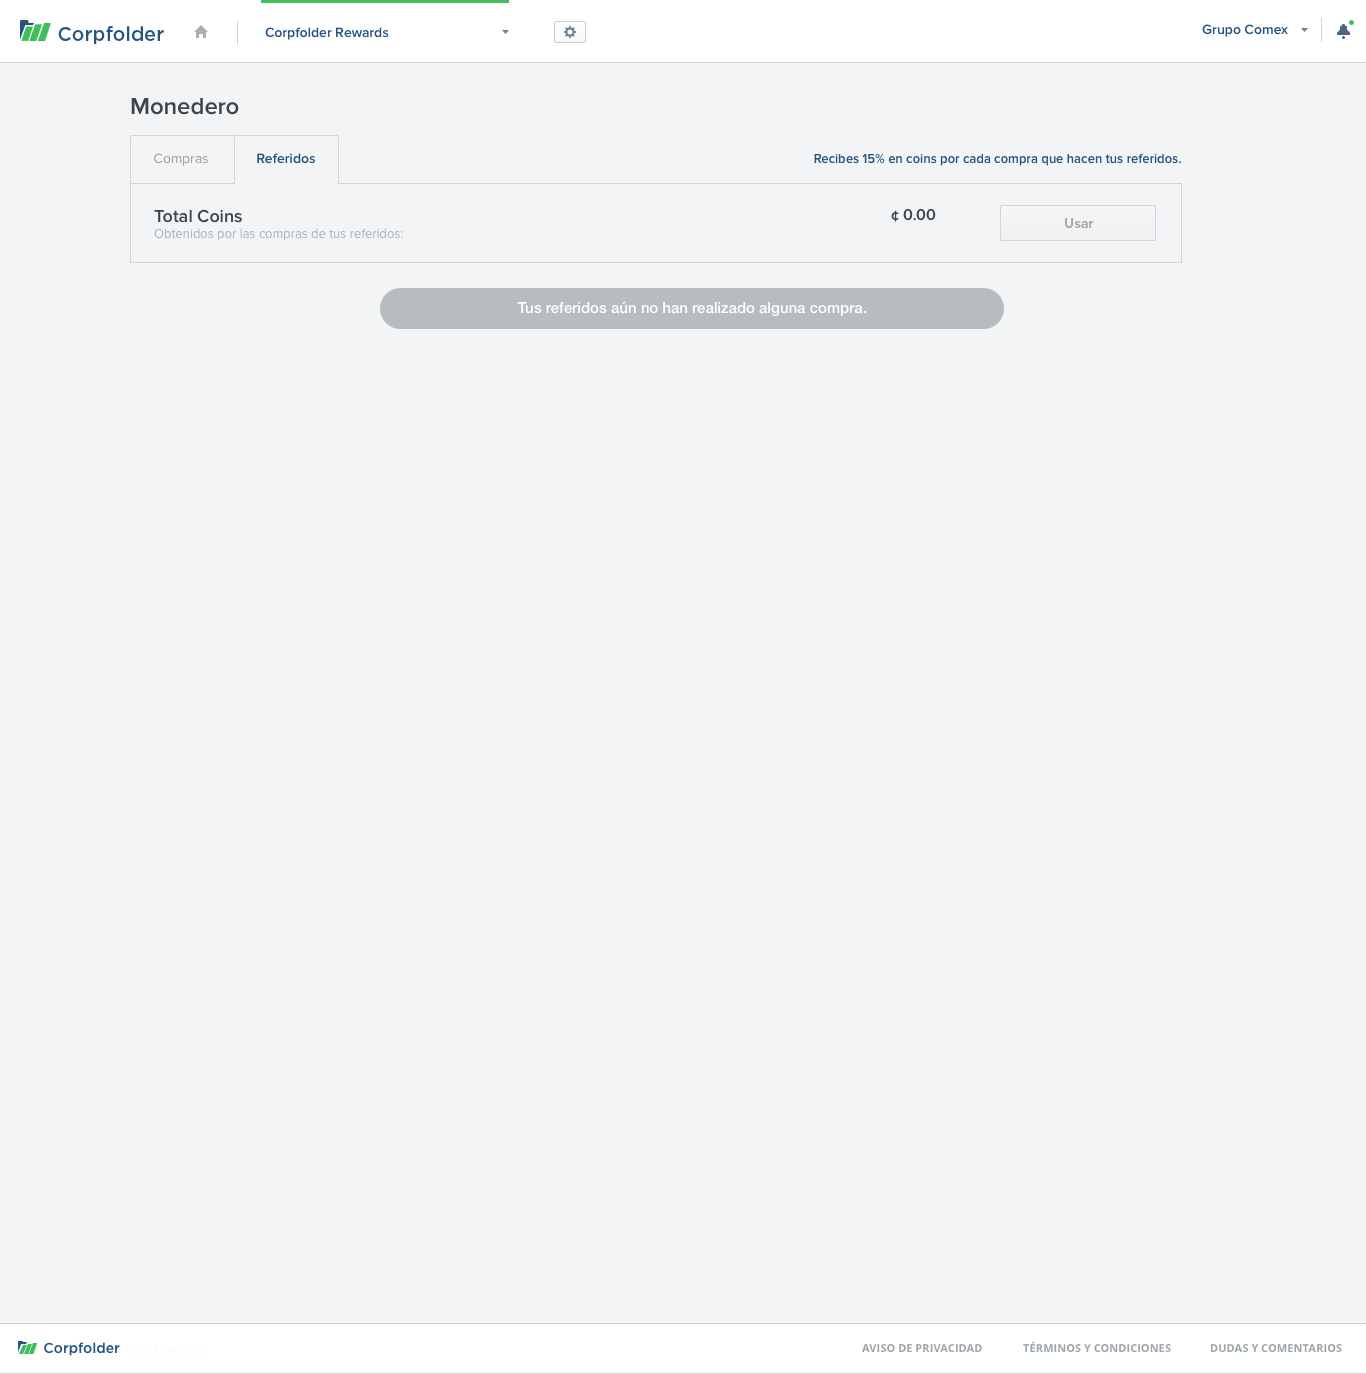 Corpfolder
Corpfolder Rewards
Grupo Comex
Monedero
Compras
Referidos
Recibes 15% en coins por cada compra que hacen tus referidos.
Total Coins
Obtenidos por las compras de tus referidos:
¢ 0.00
Usar
Tus referidos aún no han realizado alguna compra.
Corpfolder
AVISO DE PRIVACIDAD
TÉRMINOS Y CONDICIONES
DUDAS Y COMENTARIOS